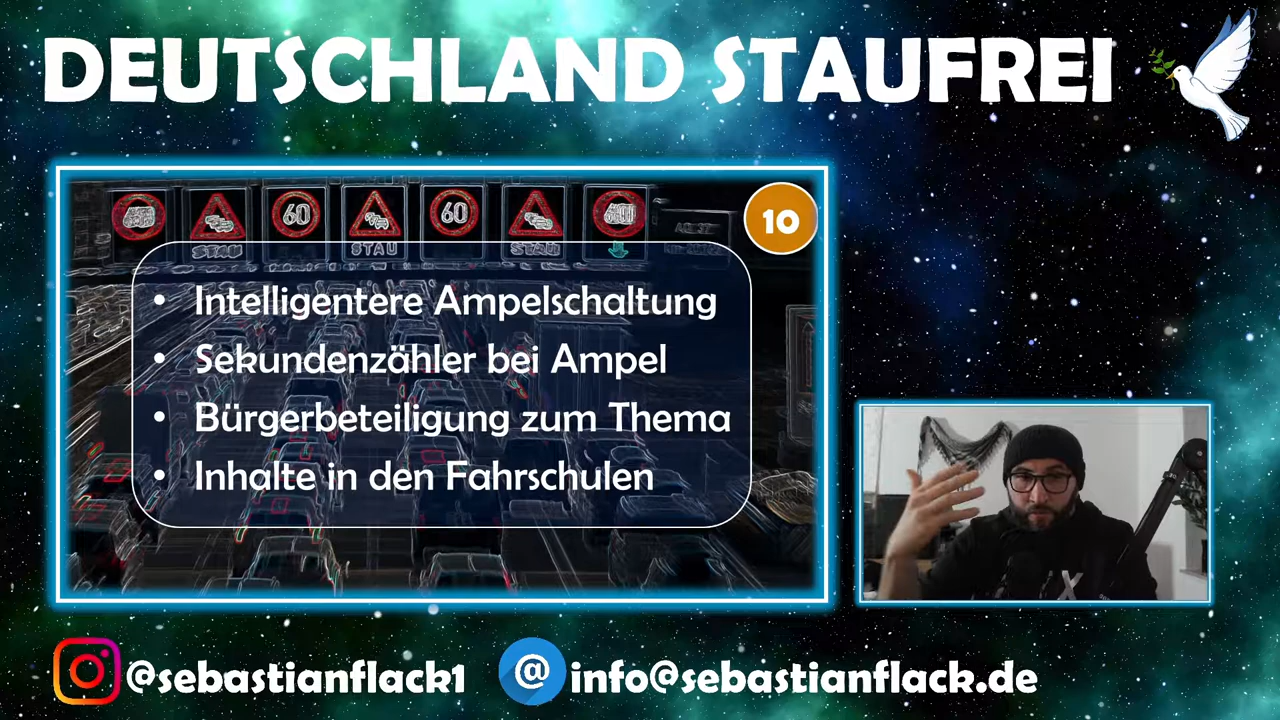 DEUTSCHLAND STAUFREI
60
60
STAU
STAU
STAU
10
• Intelligentere Ampelschaltung
• Sekundenzähler bei Ampel
• Bürgerbeteiligung zum Thema
• Inhalte in den Fahrschulen
X
@sebastianflack1
@
info@sebastianflack.de